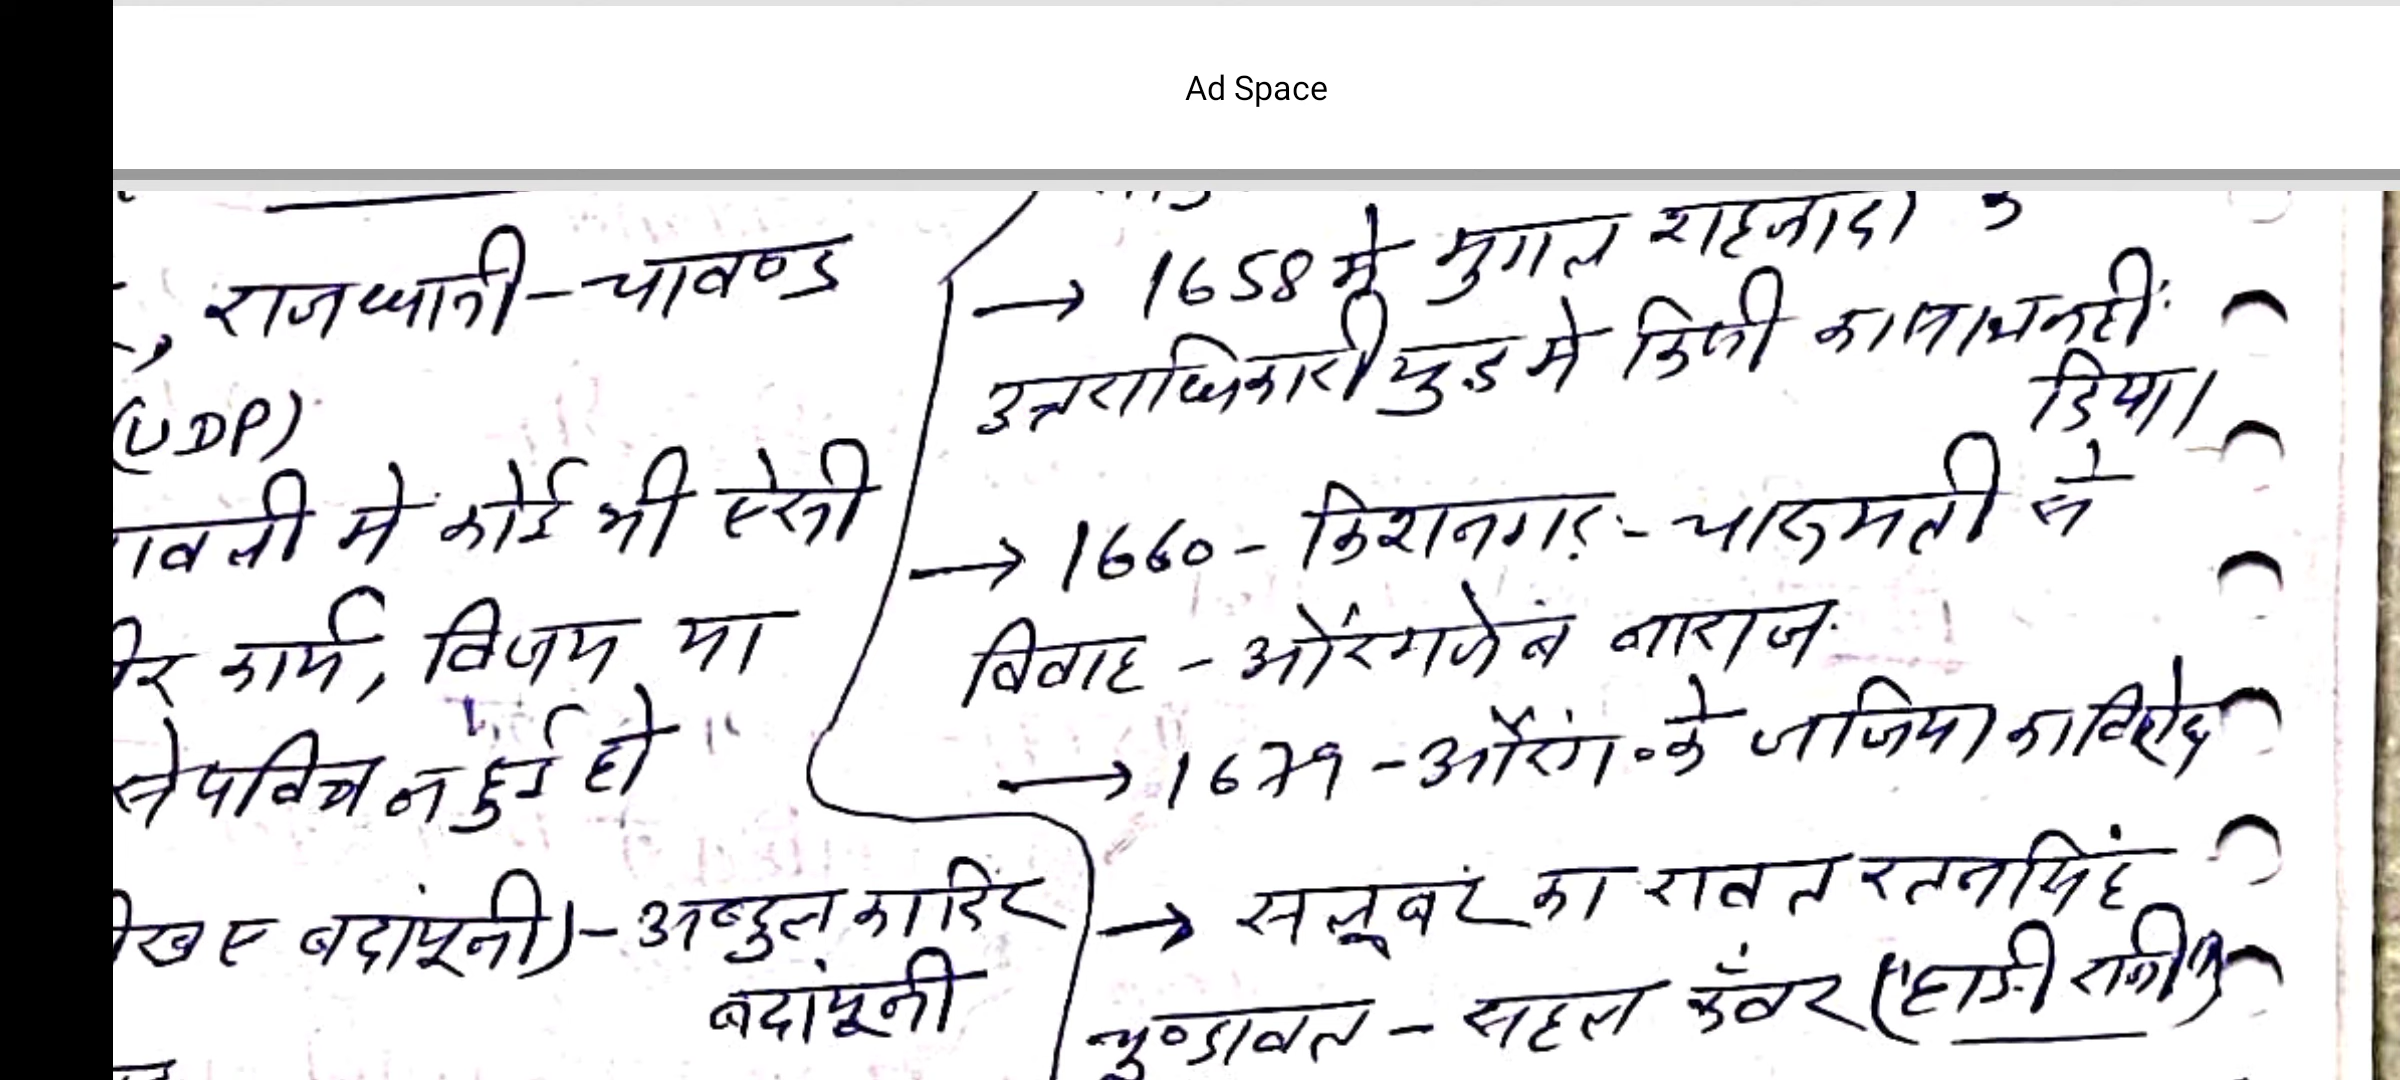 Ad Space
राजधानी - चावण्ड
(UDP)
में कोई भी ऐसी
कार्य, विजय या
से पवित्र न हुई हो
बदांयूनी) - अब्दुल कादिर
बदांयूनी
→ 1658 में मुगल शहजादो के
उत्तराधिकारी युद्ध मे किसी का साथ नहीं
दिया।
→ 1660 - किशनगढ़ - चारूमती से
विवाह - औरंगजेब नाराज
→ 1679 - औरंग॰ के जजिया का विरोध
→ सलूंबर का रावत रतनसिंह
चुण्डावत - सहल कँवर ("हाडी रानी")